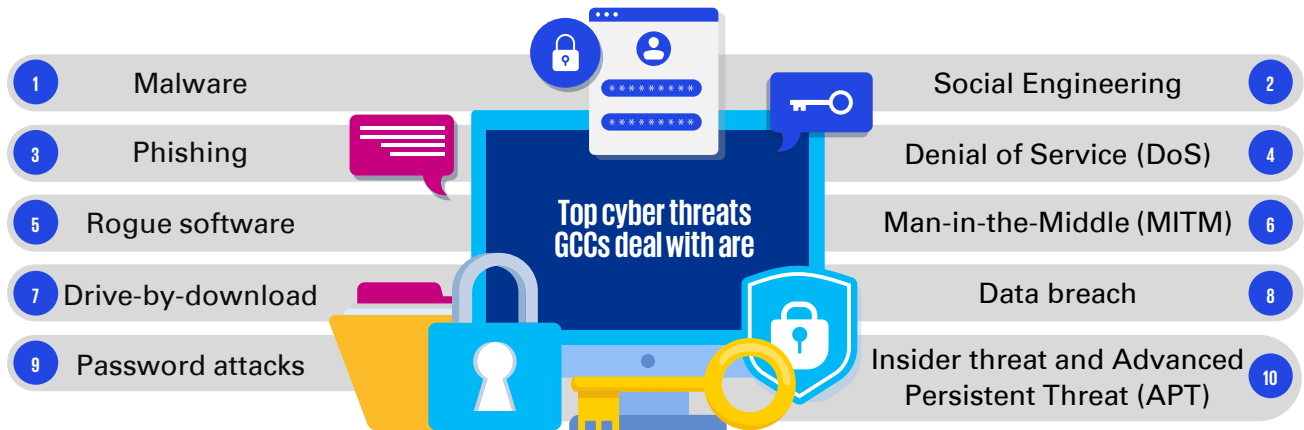 1 Malware
Social Engineering 2
3 Phishing
Denial of Service (DoS) 4
5 Rogue software
Top cyber threats
GCCs deal with are
Man-in-the-Middle (MITM) 6
7 Drive-by-download
Data breach 8
9 Password attacks
Insider threat and Advanced
Persistent Threat (APT) 10
*********
*********